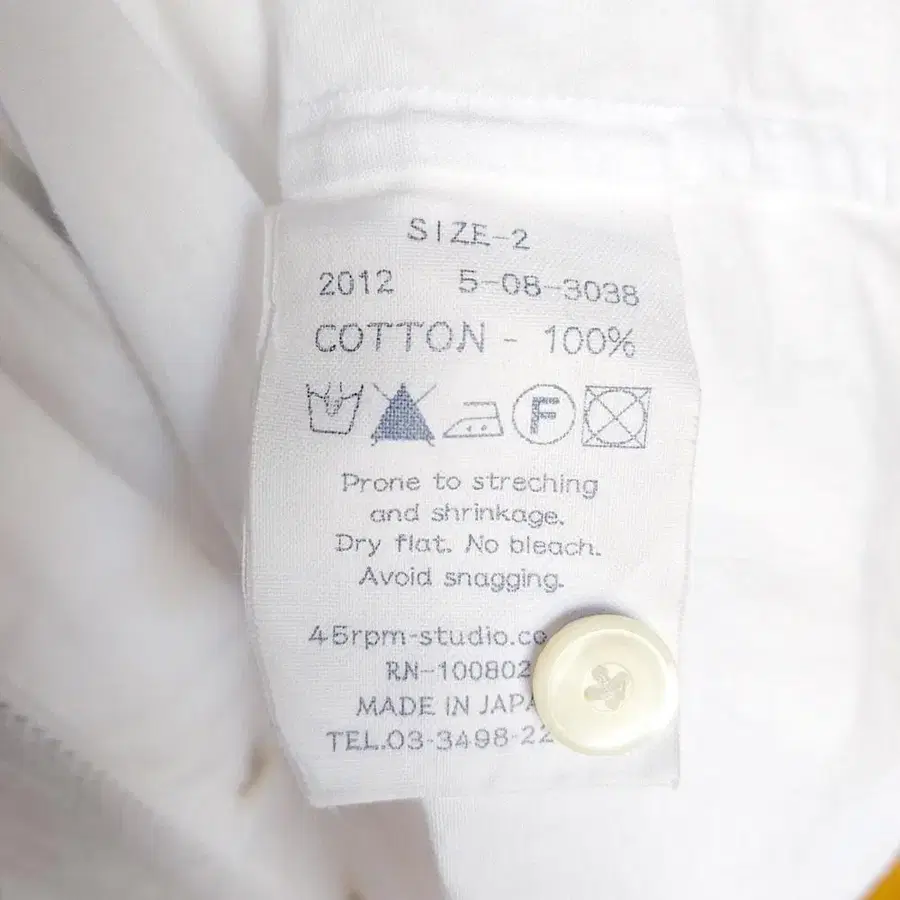 SIZE-2
2012 5-08-3038
COTTON - 100%
F
Prone to streching
and shrinkage.
Dry flat. No bleach.
Avoid snagging.
45rpm-studio.co
RN-100802
MADE IN JAPA
TEL.03-3498-22